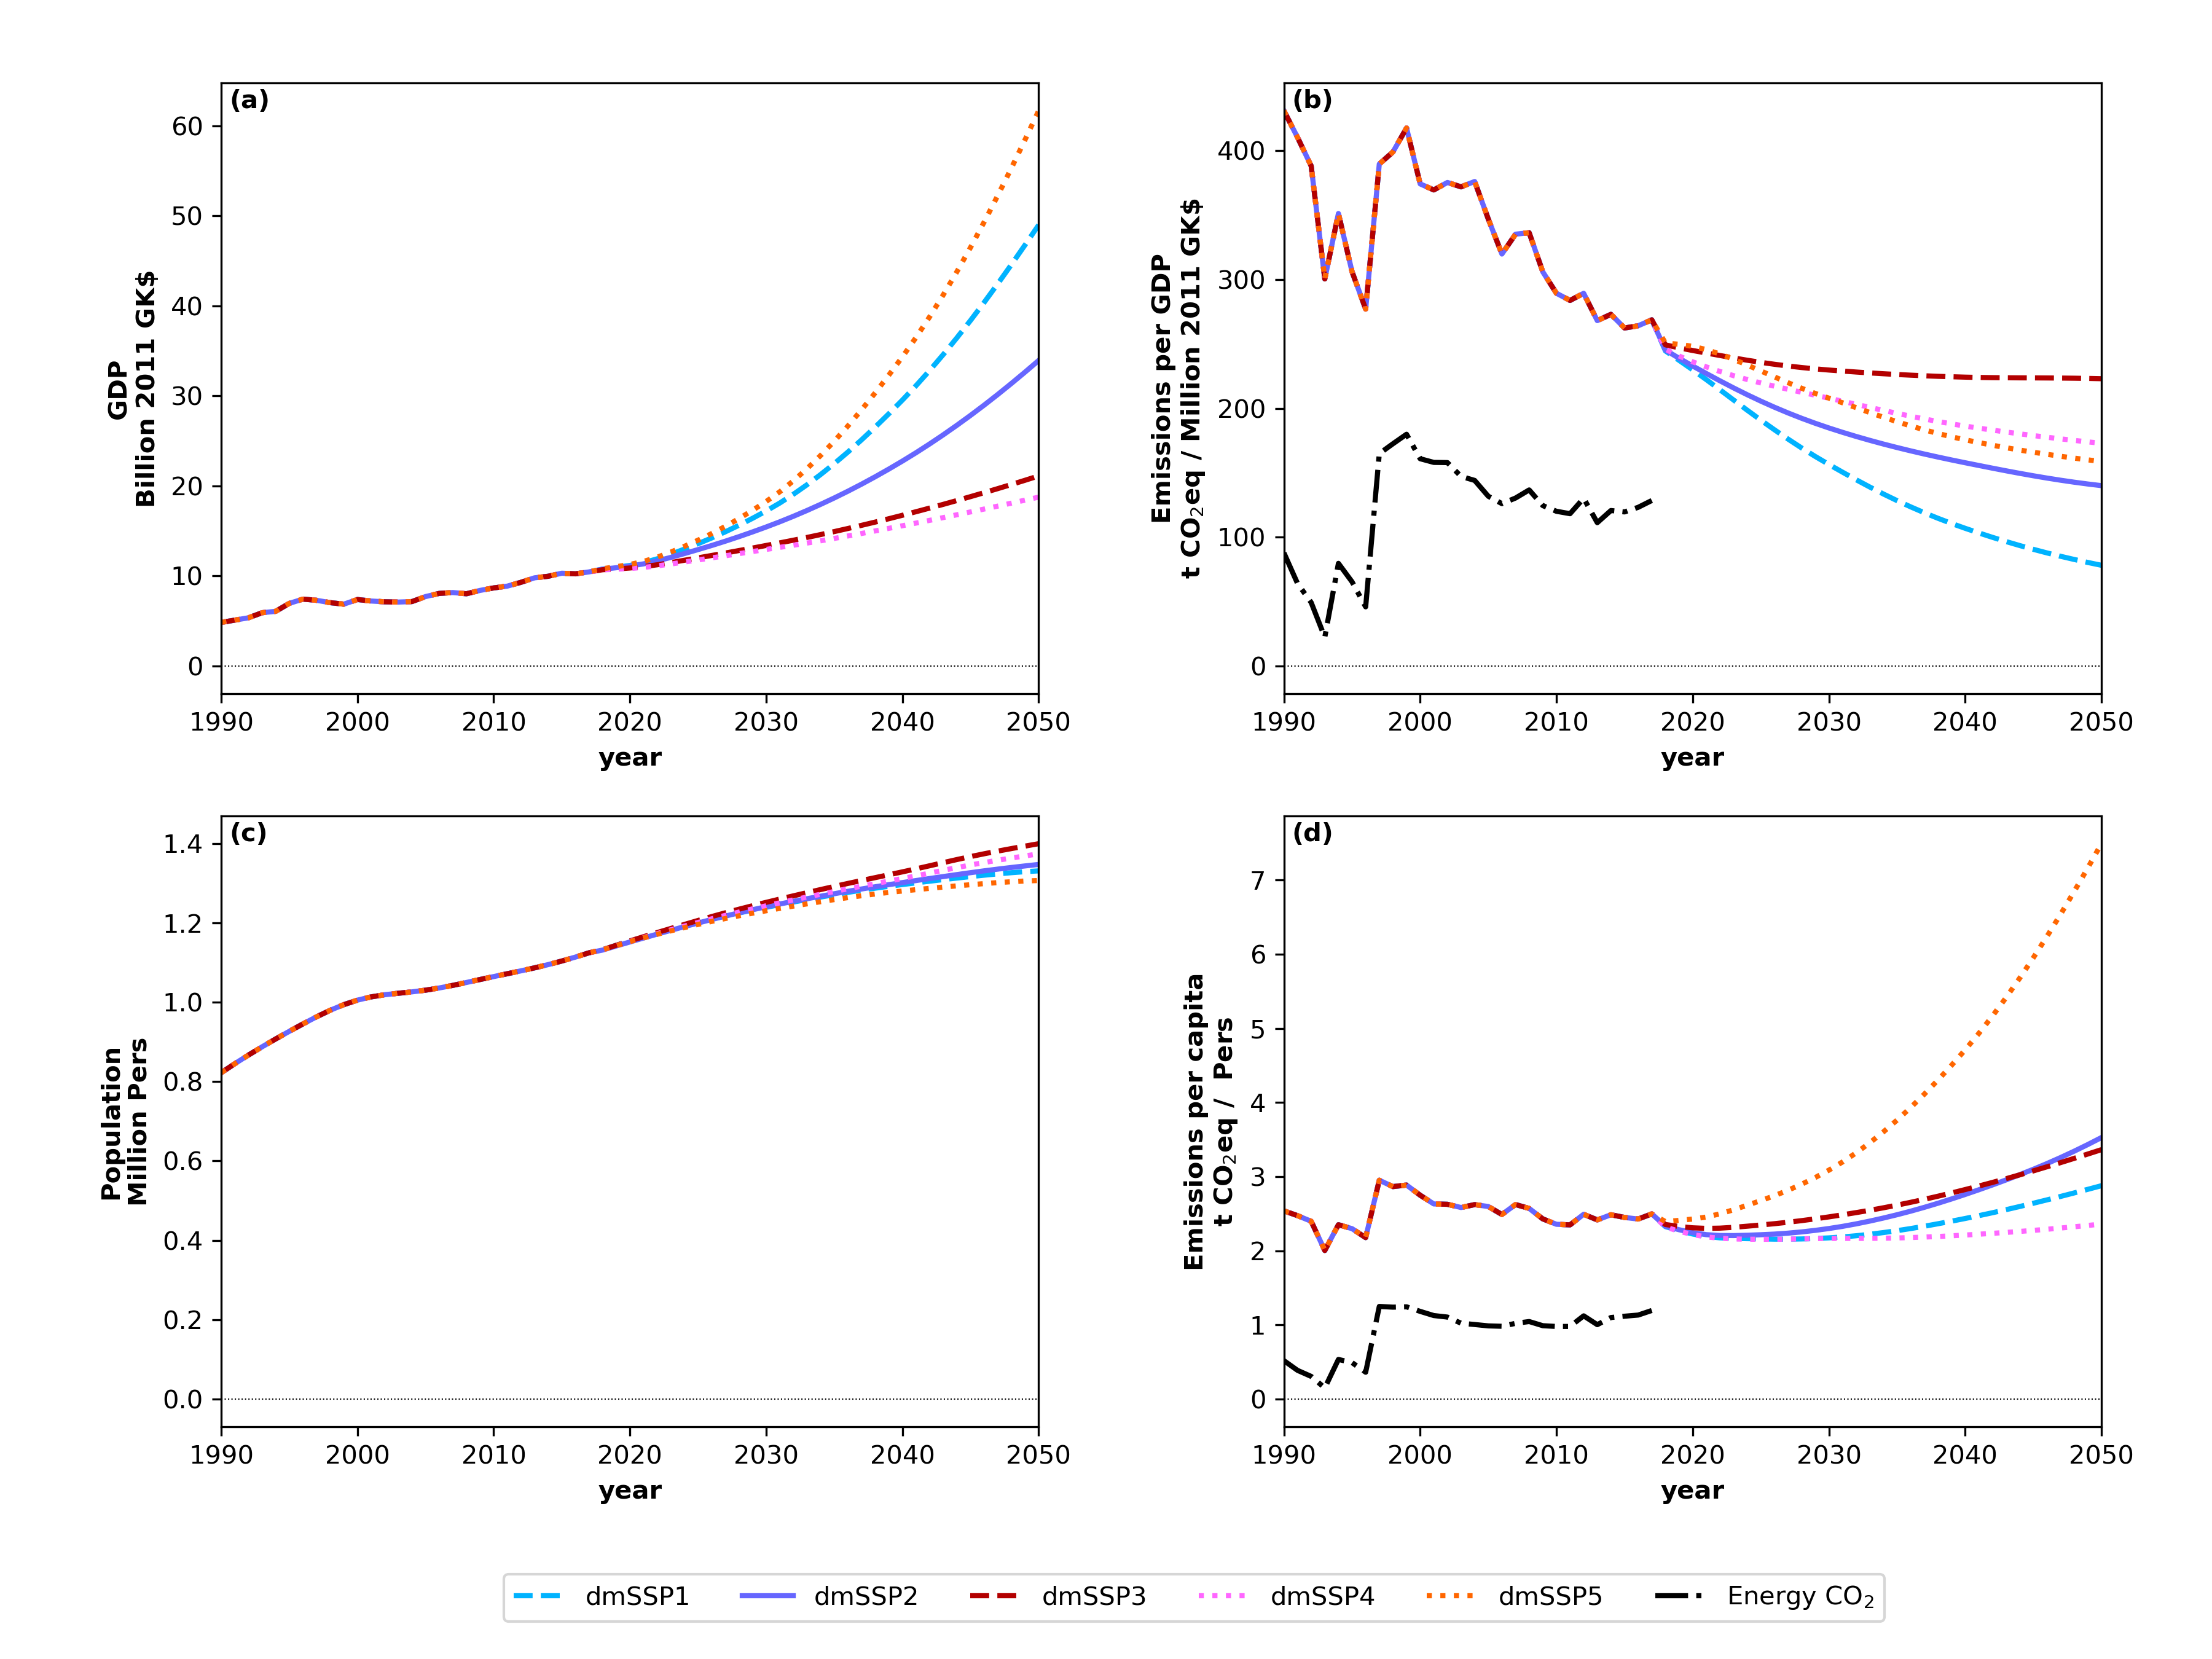 (a)
60
50
40
30
20
10
0
GDP
Billion 2011 GK$
1990 2000 2010 2020 2030 2040 2050
year
(b)
400
300
200
100
0
Emissions per GDP
t CO₂eq / Million 2011 GK$
1990 2000 2010 2020 2030 2040 2050
year
(c)
1.4
1.2
1.0
0.8
0.6
0.4
0.2
0.0
Population
Million Pers
1990 2000 2010 2020 2030 2040 2050
year
(d)
7
6
5
4
3
2
1
0
Emissions per capita
t CO₂eq / Pers
1990 2000 2010 2020 2030 2040 2050
year
dmSSP1 dmSSP2 dmSSP3 dmSSP4 dmSSP5 Energy CO₂